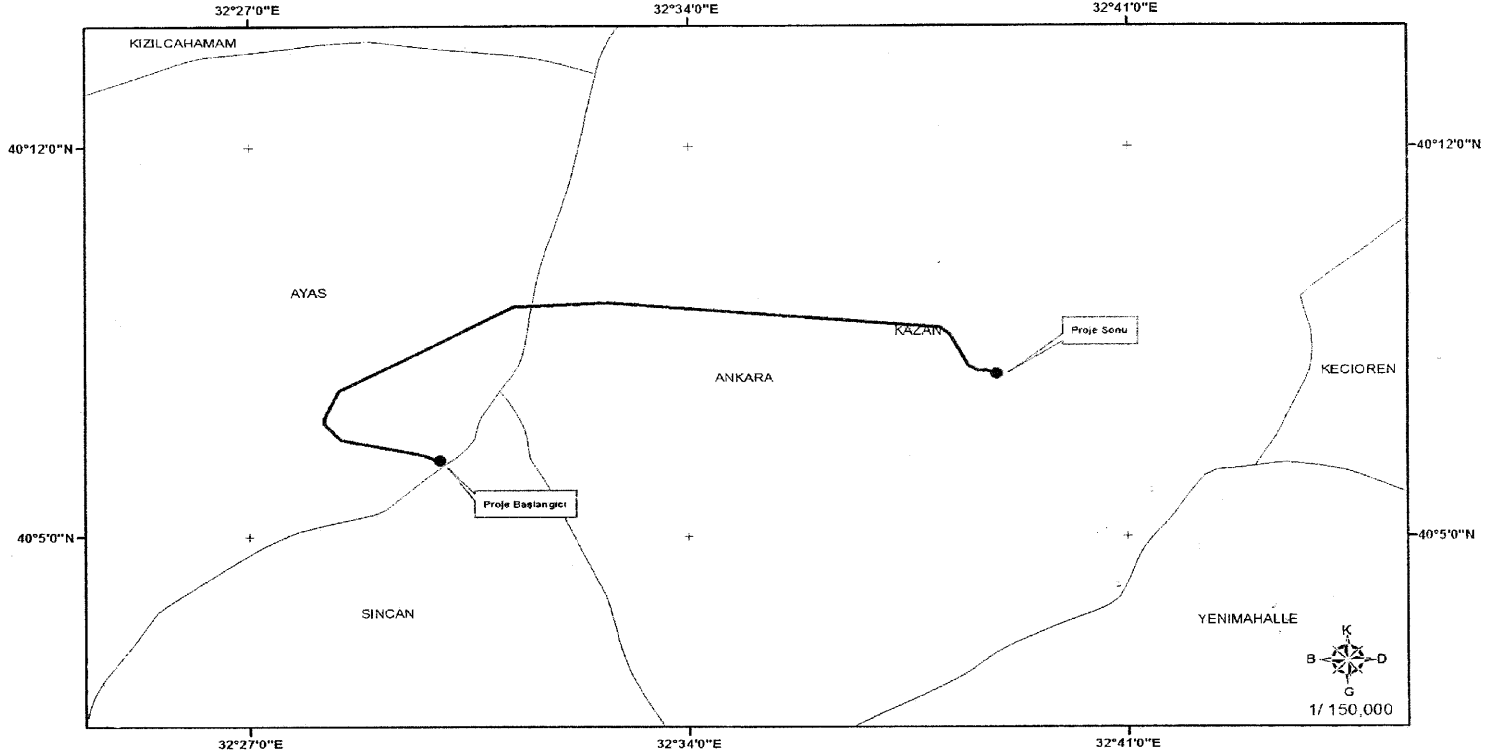 32°27'0"E 32°34'0"E 32°41'0"E
KIZILCAHAMAM
40°12'0"N 40°12'0"N
AYAS
KAZAN Proje Sonu
ANKARA KECIOREN
Proje Başlangıcı
40°5'0"N 40°5'0"N
SINCAN YENIMAHALLE
K
B D
G
1/ 150,000
32°27'0"E 32°34'0"E 32°41'0"E